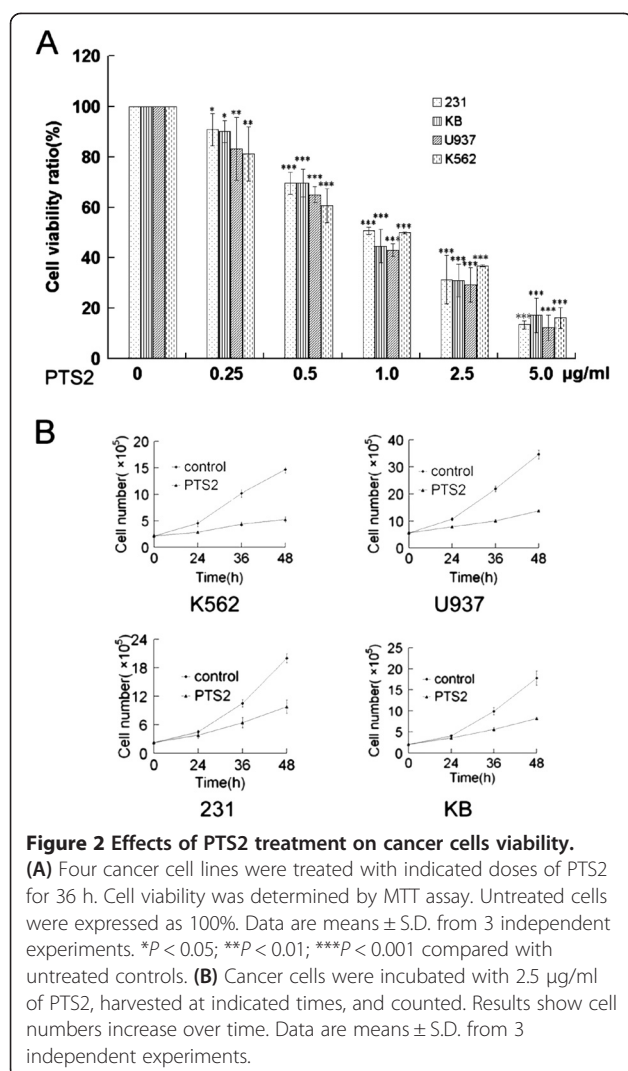 A
Cell viability ratio(%)
120
100
80
60
40
20
0
231
KB
U937
K562
* * ** **
*** *** *** ***
*** *** *** ***
*** *** *** ***
*** *** *** ***
PTS2 0 0.25 0.5 1.0 2.5 5.0 µg/ml
B
Cell number( ×10⁵)
20
15
10
5
0
control
PTS2
0 24 36 48
Time(h)
K562
Cell number( ×10⁵)
40
30
20
10
0
control
PTS2
0 24 36 48
Time(h)
U937
Cell number( ×10⁵)
24
18
12
6
0
control
PTS2
0 24 36 48
Time(h)
231
Cell number( ×10⁵)
25
20
15
10
5
0
control
PTS2
0 24 36 48
Time(h)
KB
Figure 2 Effects of PTS2 treatment on cancer cells viability.
(A) Four cancer cell lines were treated with indicated doses of PTS2
for 36 h. Cell viability was determined by MTT assay. Untreated cells
were expressed as 100%. Data are means ± S.D. from 3 independent
experiments. *P < 0.05; **P < 0.01; ***P < 0.001 compared with
untreated controls. (B) Cancer cells were incubated with 2.5 µg/ml
of PTS2, harvested at indicated times, and counted. Results show cell
numbers increase over time. Data are means ± S.D. from 3
independent experiments.